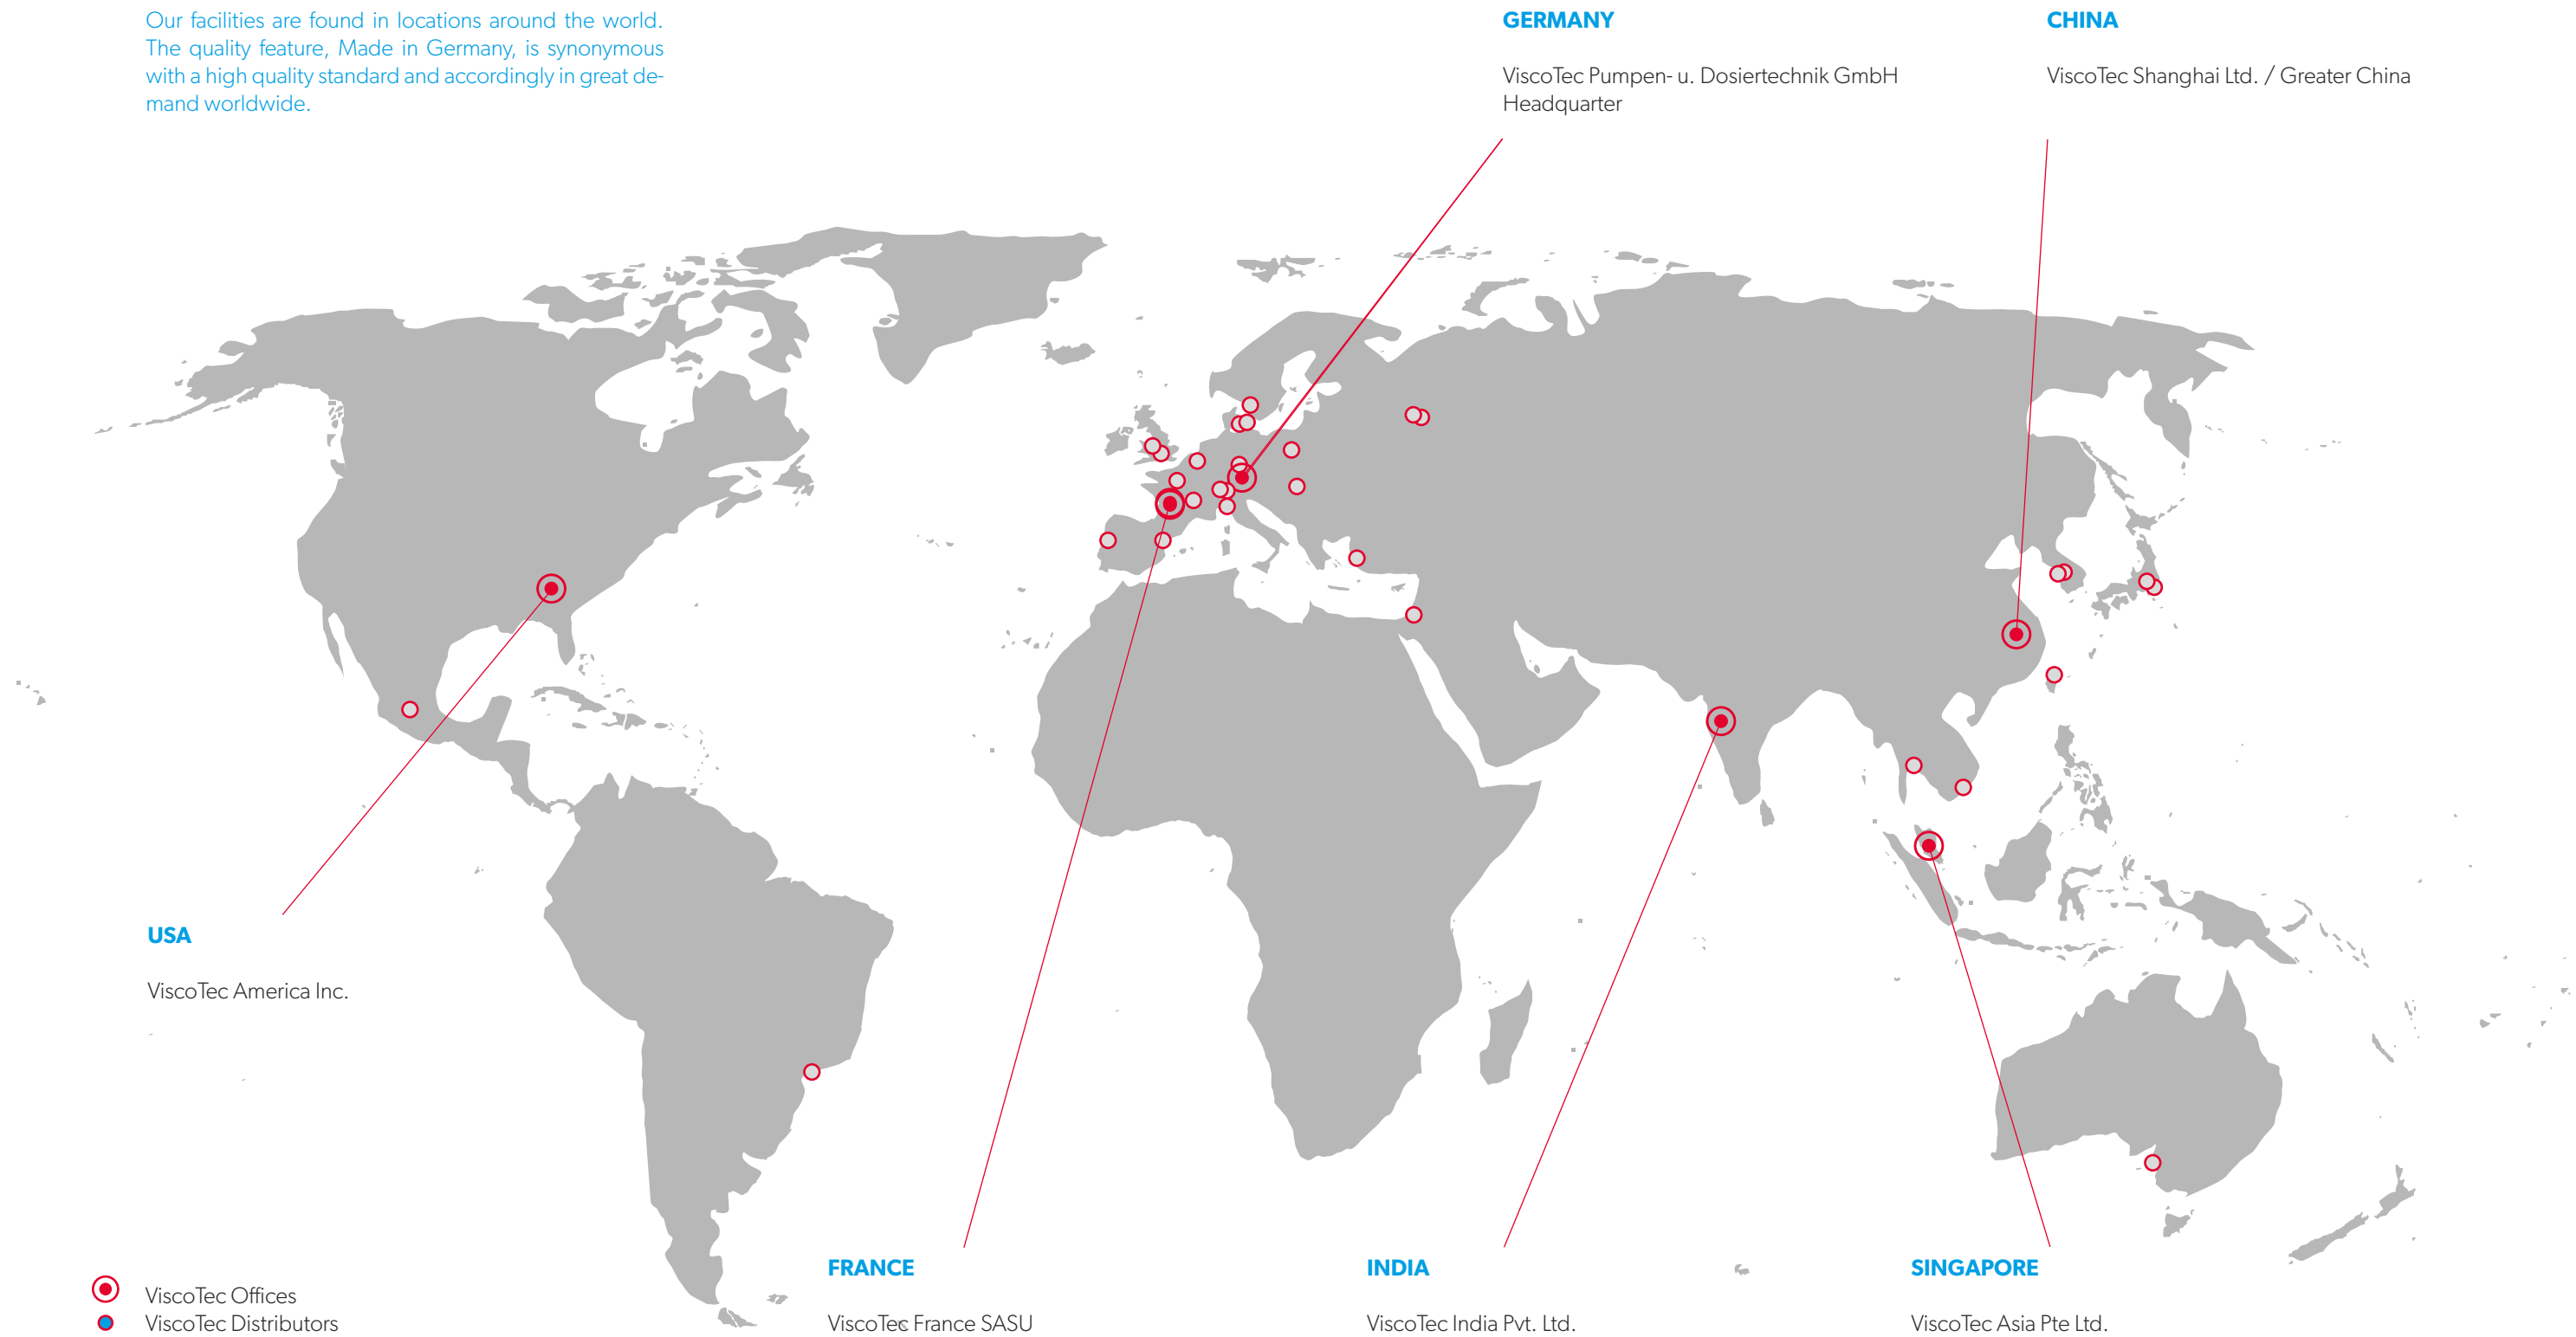 Our facilities are found in locations around the world.
The quality feature, Made in Germany, is synonymous
with a high quality standard and accordingly in great de-
mand worldwide.
GERMANY
ViscoTec Pumpen- u. Dosiertechnik GmbH
Headquarter
CHINA
ViscoTec Shanghai Ltd. / Greater China
USA
ViscoTec America Inc.
FRANCE
ViscoTec France SASU
INDIA
ViscoTec India Pvt. Ltd.
SINGAPORE
ViscoTec Asia Pte Ltd.
ViscoTec Offices
ViscoTec Distributors